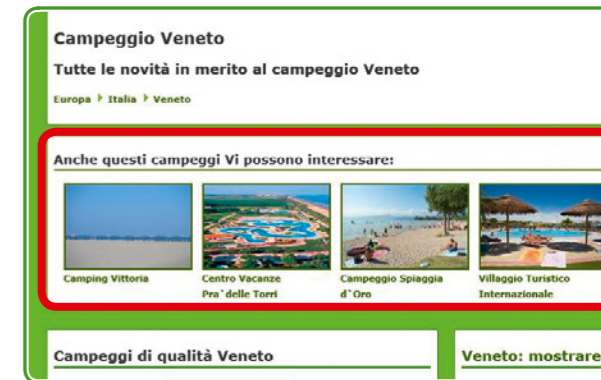 Campeggio Veneto
Tutte le novità in merito al campeggio Veneto
Europa Italia Veneto
Anche questi campeggi Vi possono interessare:
Camping Vittoria
Centro Vacanze
Pra`delle Torri
Campeggio Spiaggia
d`Oro
Villaggio Turistico
Internazionale
Campeggi di qualità Veneto
Veneto: mostrare